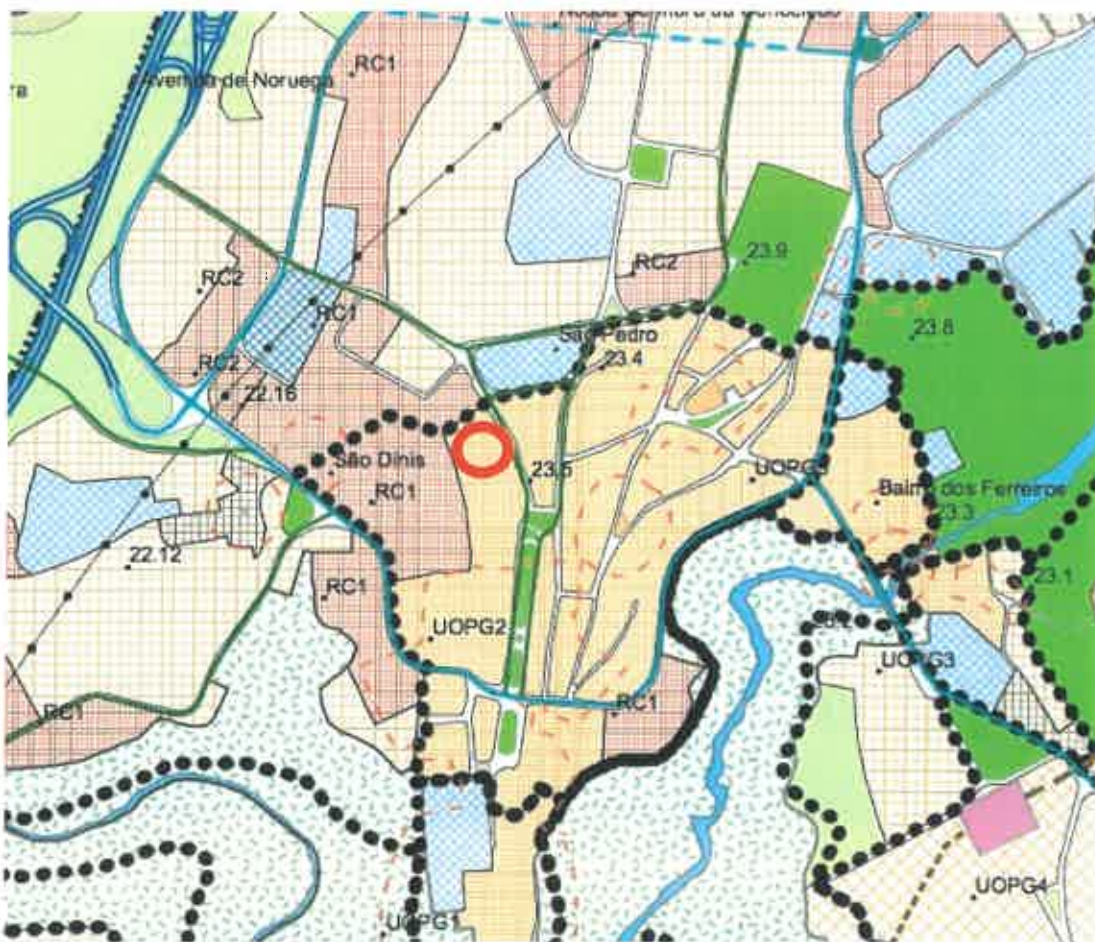 Avenida de Noruega
RC1
RC2
RC1
RC2
23.9
RC2
22.16
São Pedro
23.4
23.8
São Dinis
RC1
23.5
Bairro dos Ferreiros
23.3
22.12
RC1
23.1
UOPG2
UOPG3
RC1
RC1
UOPG4
UOPG1